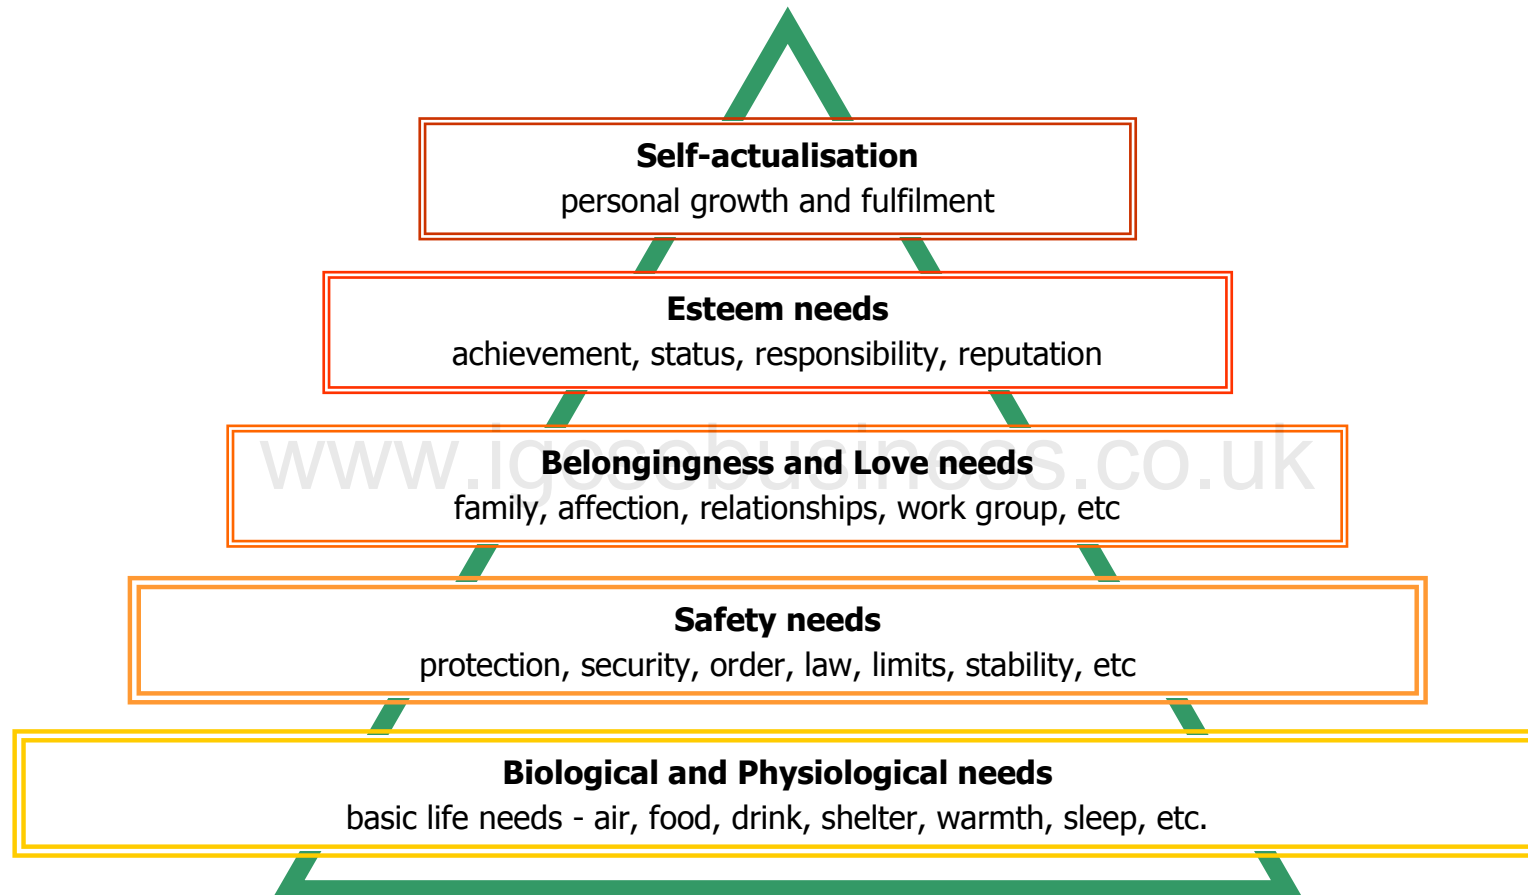 Self-actualisation
personal growth and fulfilment
Esteem needs
achievement, status, responsibility, reputation
www.igcsebusiness.co.uk
Belongingness and Love needs
family, affection, relationships, work group, etc
Safety needs
protection, security, order, law, limits, stability, etc
Biological and Physiological needs
basic life needs - air, food, drink, shelter, warmth, sleep, etc.